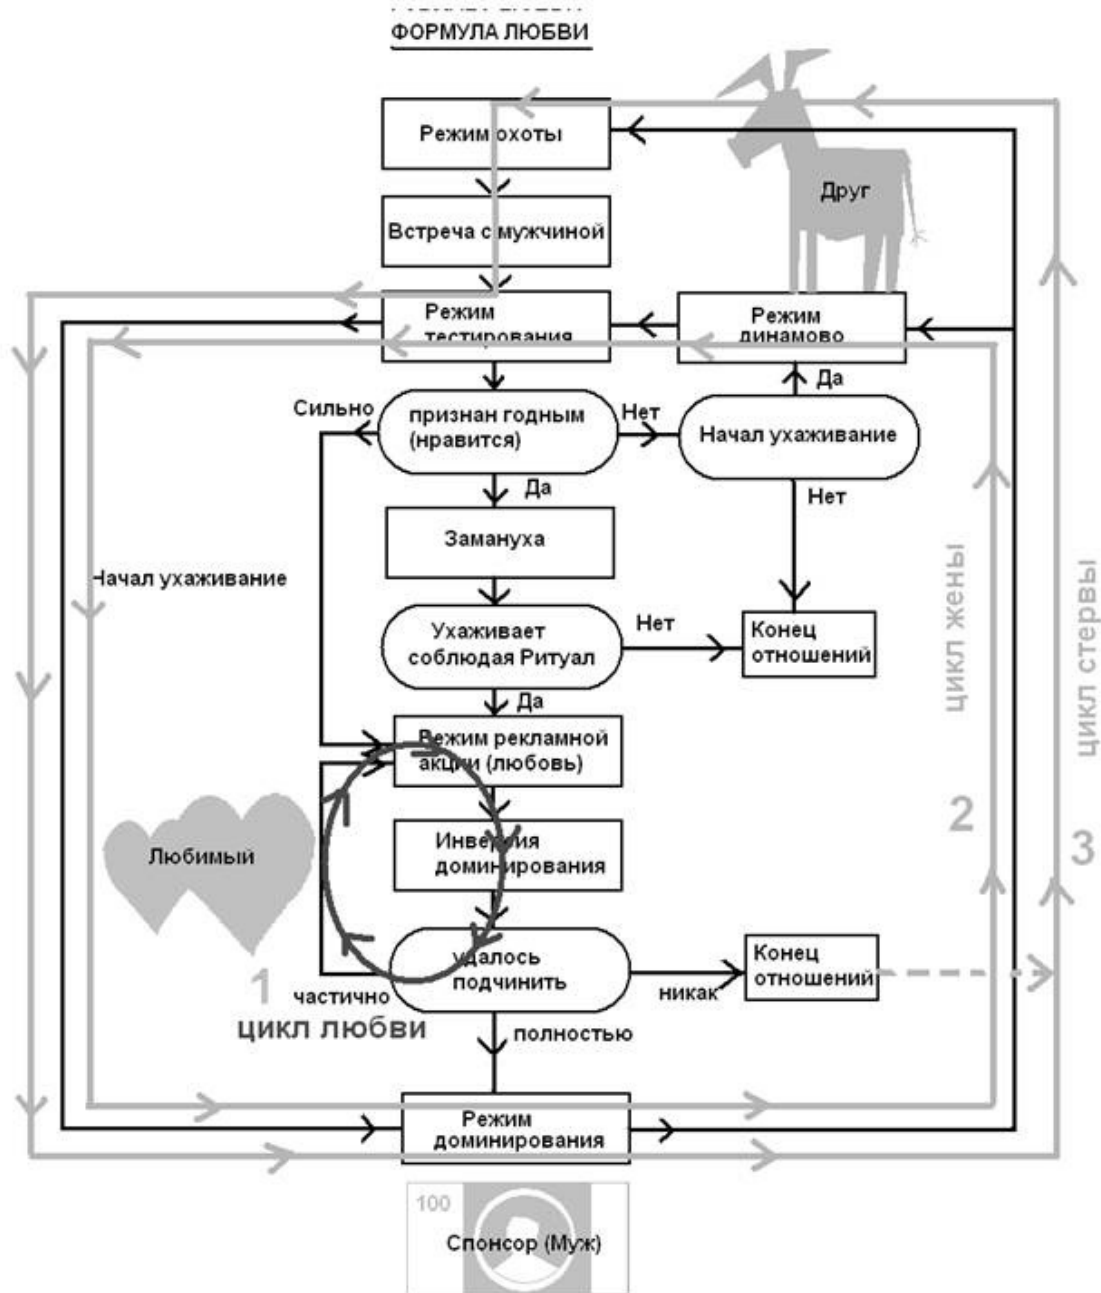 ФОРМУЛА ЛЮБВИ
Режим охоты
Встреча с мужчиной
Друг
Режим
тестирования
Режим
динамово
Да
Сильно
признан годным
(нравится)
Нет
Начал ухаживание
Да
Нет
Замануха
Начал ухаживание
Ухаживает
соблюдая Ритуал
Нет
Конец
отношений
Да
цикл жены
2
цикл стервы
3
Режим рекламной
акции (любовь)
Инверсия
доминирования
Любимый
удалось
подчинить
Конец
отношений
1
частично
никак
цикл любви
полностью
Режим
доминирования
100
Спонсор (Муж)